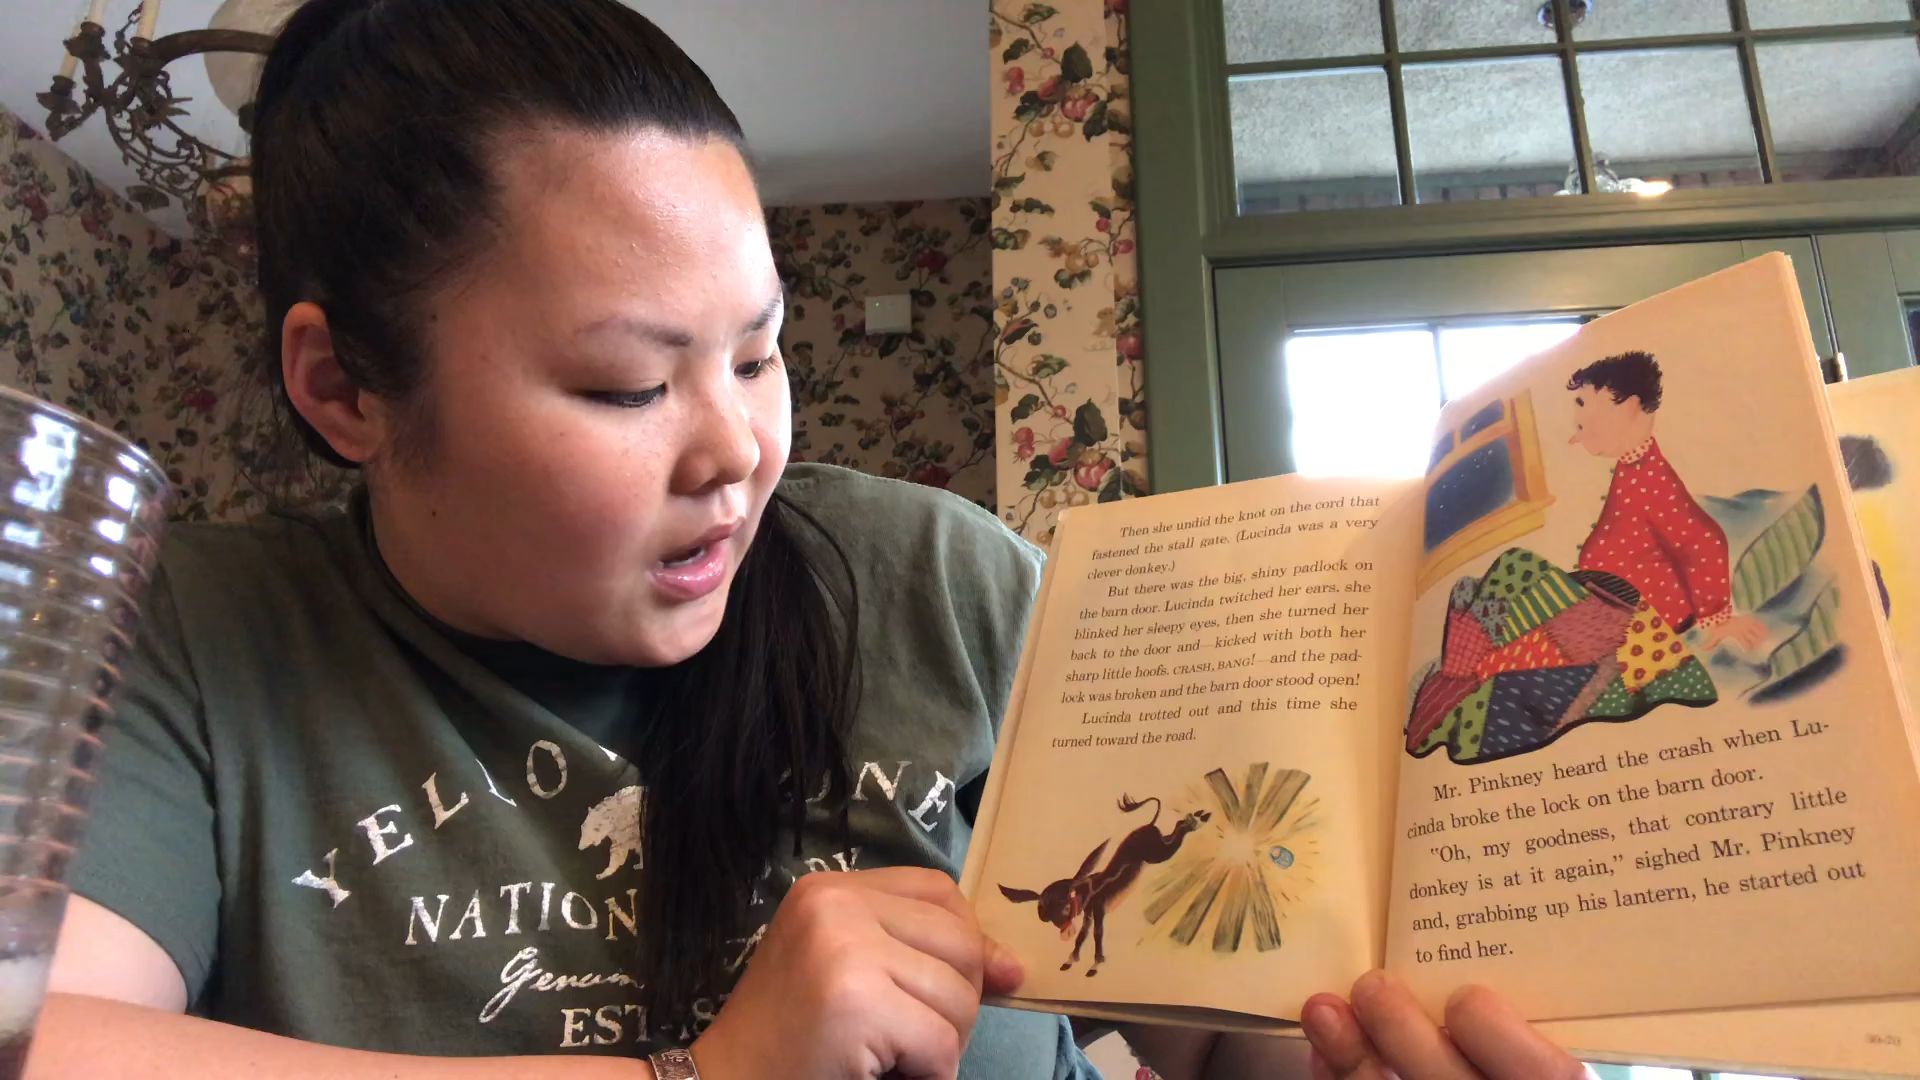 Then she undid the knot on the cord that
fastened the stall gate. (Lucinda was a very
clever donkey.)
But there was the big, shiny padlock on
the barn door. Lucinda twitched her ears, she
blinked her sleepy eyes, then she turned her
back to the door and—kicked with both her
sharp little hoofs. CRASH, BANG!—and the pad-
lock was broken and the barn door stood open!
Lucinda trotted out and this time she
turned toward the road.
Mr. Pinkney heard the crash when Lu-
cinda broke the lock on the barn door.
"Oh, my goodness, that contrary little
donkey is at it again," sighed Mr. Pinkney
and, grabbing up his lantern, he started out
to find her.
YELLO NE
NATION
Genuin
EST